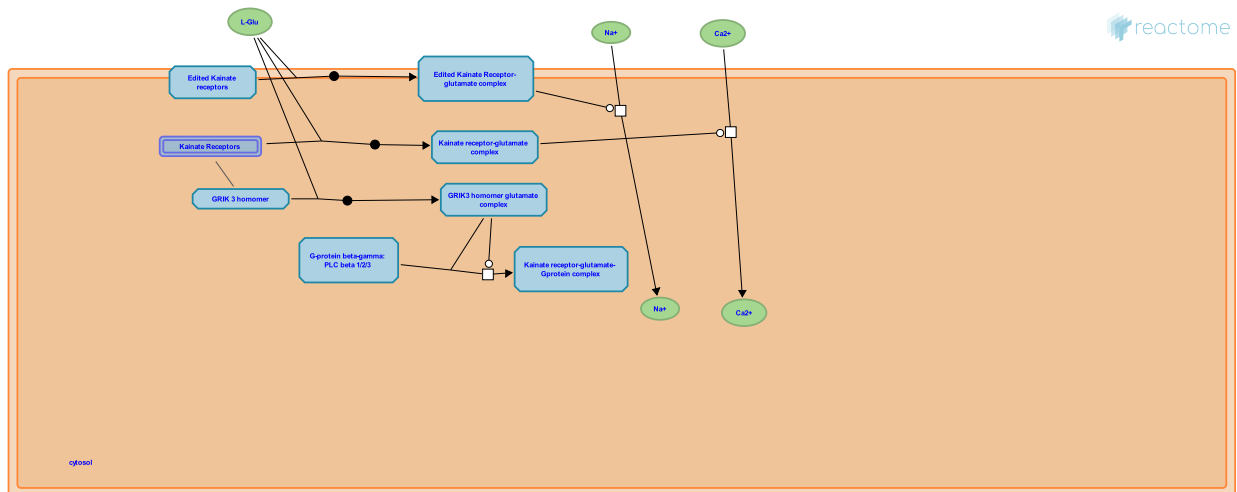 L-Glu
Na+
Ca2+
reactome
Edited Kainate
receptors
Edited Kainate Receptor-
glutamate complex
Kainate Receptors
Kainate receptor-glutamate
complex
GRIK 3 homomer
GRIK3 homomer glutamate
complex
G-protein beta-gamma:
PLC beta 1/2/3
Kainate receptor-glutamate-
Gprotein complex
Na+
Ca2+
cytosol